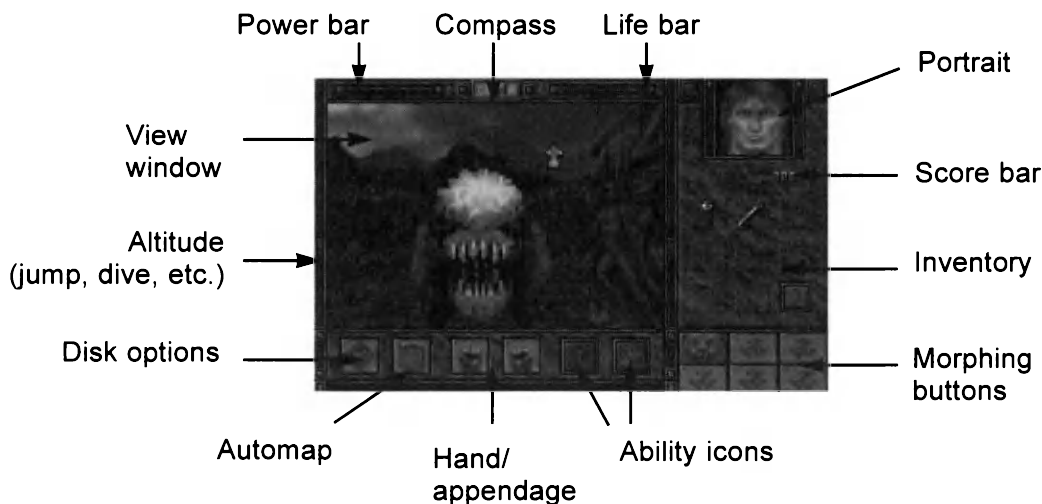 Power bar
Compass
Life bar
Portrait
View
window
Score bar
Altitude
(jump, dive, etc.)
Inventory
Disk options
Morphing
buttons
Automap
Hand/
appendage
Ability icons